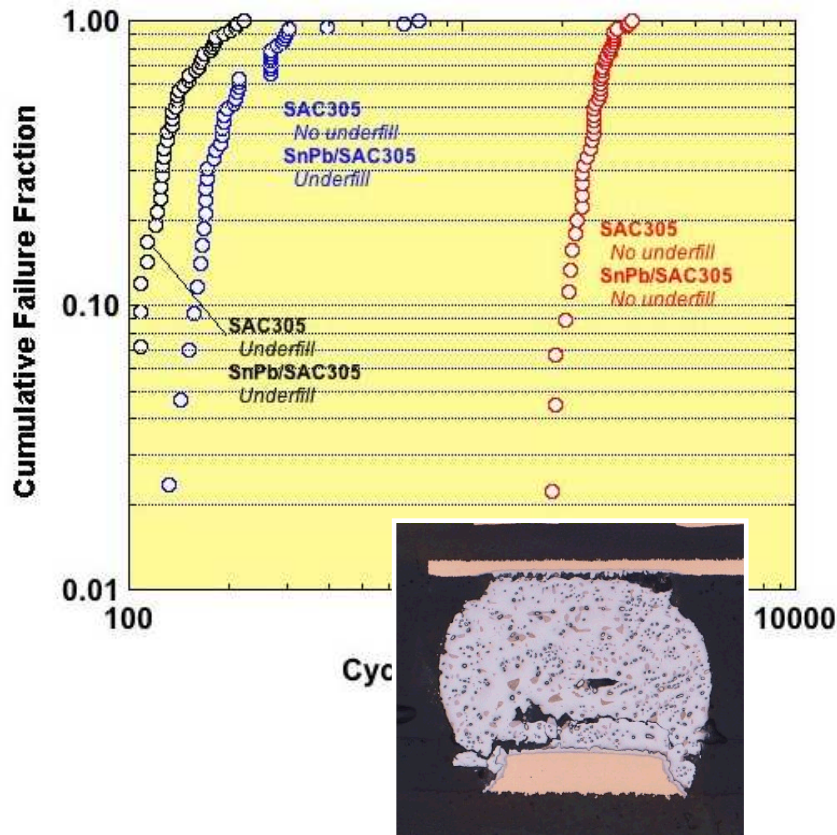 1.00
SAC305
No underfill
SnPb/SAC305
Underfill
SAC305
No underfill
SnPb/SAC305
No underfill
Cumulative Failure Fraction
0.10
SAC305
Underfill
SnPb/SAC305
Underfill
0.01
100
10000
Cyc